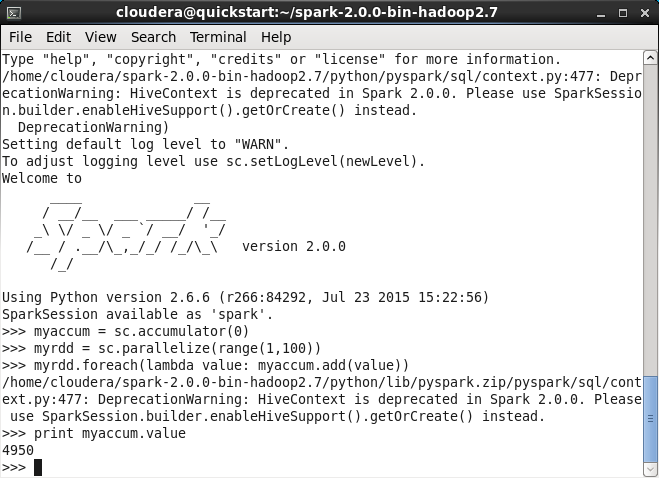 cloudera@quickstart:~/spark-2.0.0-bin-hadoop2.7
File Edit View Search Terminal Help
Type "help", "copyright", "credits" or "license" for more information.
/home/cloudera/spark-2.0.0-bin-hadoop2.7/python/pyspark/sql/context.py:477: Depr
ecationWarning: HiveContext is deprecated in Spark 2.0.0. Please use SparkSessio
n.builder.enableHiveSupport().getOrCreate() instead.
  DeprecationWarning)
Setting default log level to "WARN".
To adjust logging level use sc.setLogLevel(newLevel).
Welcome to
      ____              __
     / __/__  ___ _____/ /__
    _\ \/ _ \/ _ `/ __/  '_/
   /__ / .__/\_,_/_/ /_/\_\   version 2.0.0
      /_/
Using Python version 2.6.6 (r266:84292, Jul 23 2015 15:22:56)
SparkSession available as 'spark'.
>>> myaccum = sc.accumulator(0)
>>> myrdd = sc.parallelize(range(1,100))
>>> myrdd.foreach(lambda value: myaccum.add(value))
/home/cloudera/spark-2.0.0-bin-hadoop2.7/python/lib/pyspark.zip/pyspark/sql/cont
ext.py:477: DeprecationWarning: HiveContext is deprecated in Spark 2.0.0. Please
 use SparkSession.builder.enableHiveSupport().getOrCreate() instead.
>>> print myaccum.value
4950
>>>